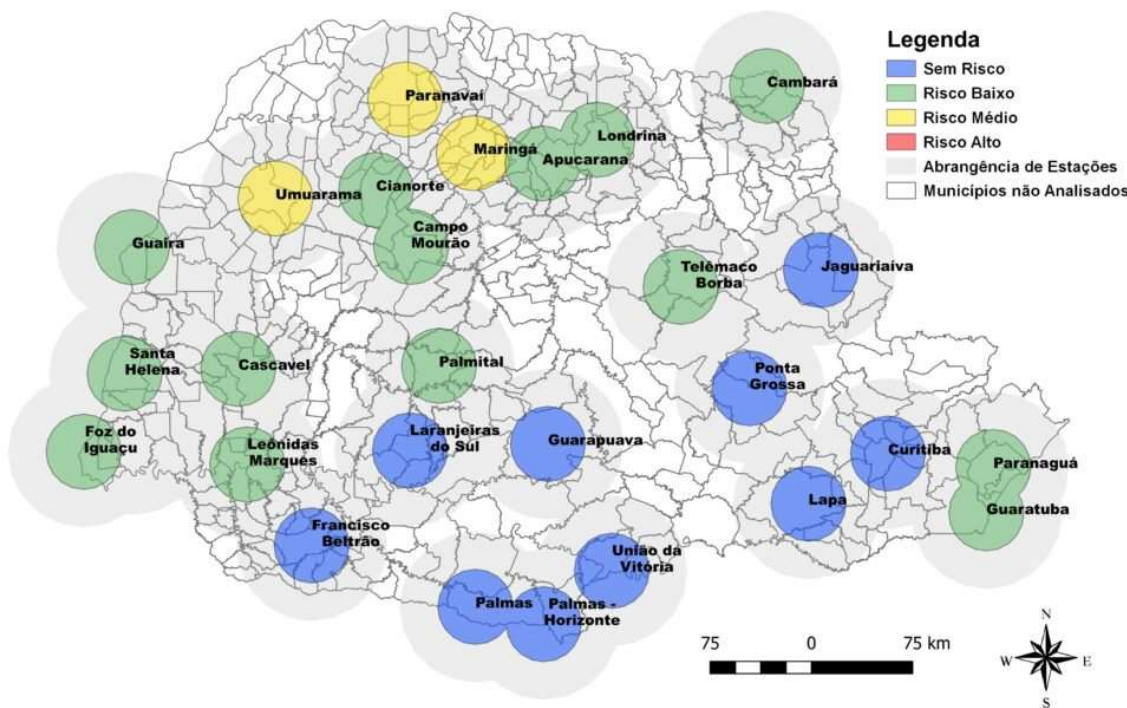 Legenda
Sem Risco
Risco Baixo
Risco Médio
Risco Alto
Abrangência de Estações
Municípios não Analisados
Cambará
Paranavaí
Londrina
Maringá
Apucarana
Cianorte
Umuarama
Campo
Mourão
Guaíra
Telêmaco
Borba
Jaguariaíva
Santa
Helena
Cascavel
Palmital
Ponta
Grossa
Foz do
Iguaçu
Leônidas
Marques
Laranjeiras
do Sul
Guarapuava
Curitiba
Paranaguá
Lapa
Guaratuba
Francisco
Beltrão
União da
Vitória
Palmas
Palmas -
Horizonte
75 0 75 km
N
W E
S